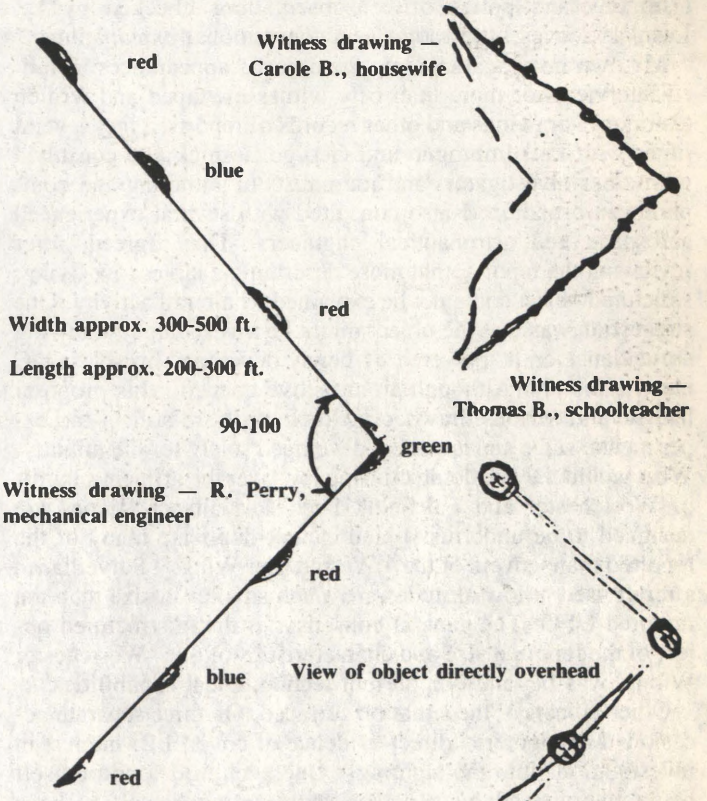 Witness drawing —
Carole B., housewife
red
blue
red
Width approx. 300-500 ft.
Length approx. 200-300 ft.
90-100
green
Witness drawing — R. Perry,
mechanical engineer
red
blue
red
Witness drawing —
Thomas B., schoolteacher
View of object directly overhead